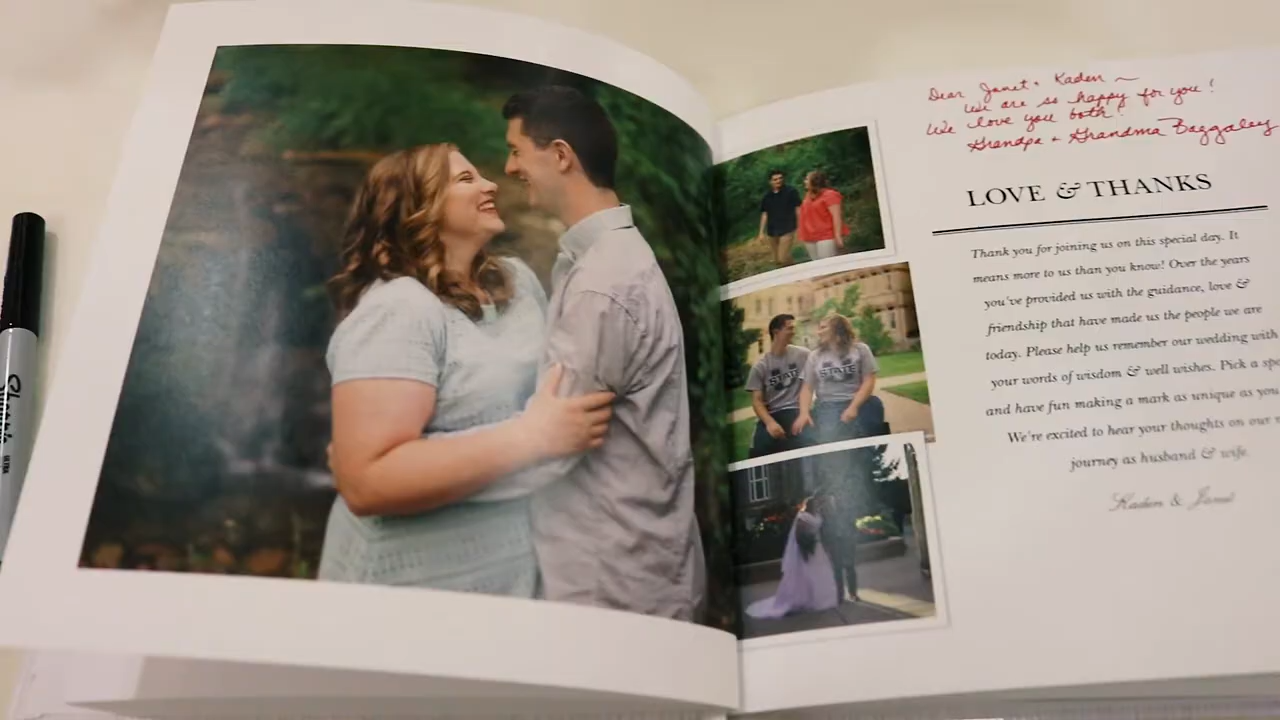 Dear Janet + Kaden ~
We are so happy for you!
We love you both!
Grandpa + Grandma Baggaley
LOVE & THANKS
Thank you for joining us on this special day. It
means more to us than you know! Over the years
you've provided us with the guidance, love &
friendship that have made us the people we are
today. Please help us remember our wedding with
your words of wisdom & well wishes. Pick a
and have fun making a mark as unique as you
We're excited to hear your thoughts on our
journey as husband & wife.
Kaden & Janet
STATE
STATE
Sharpie